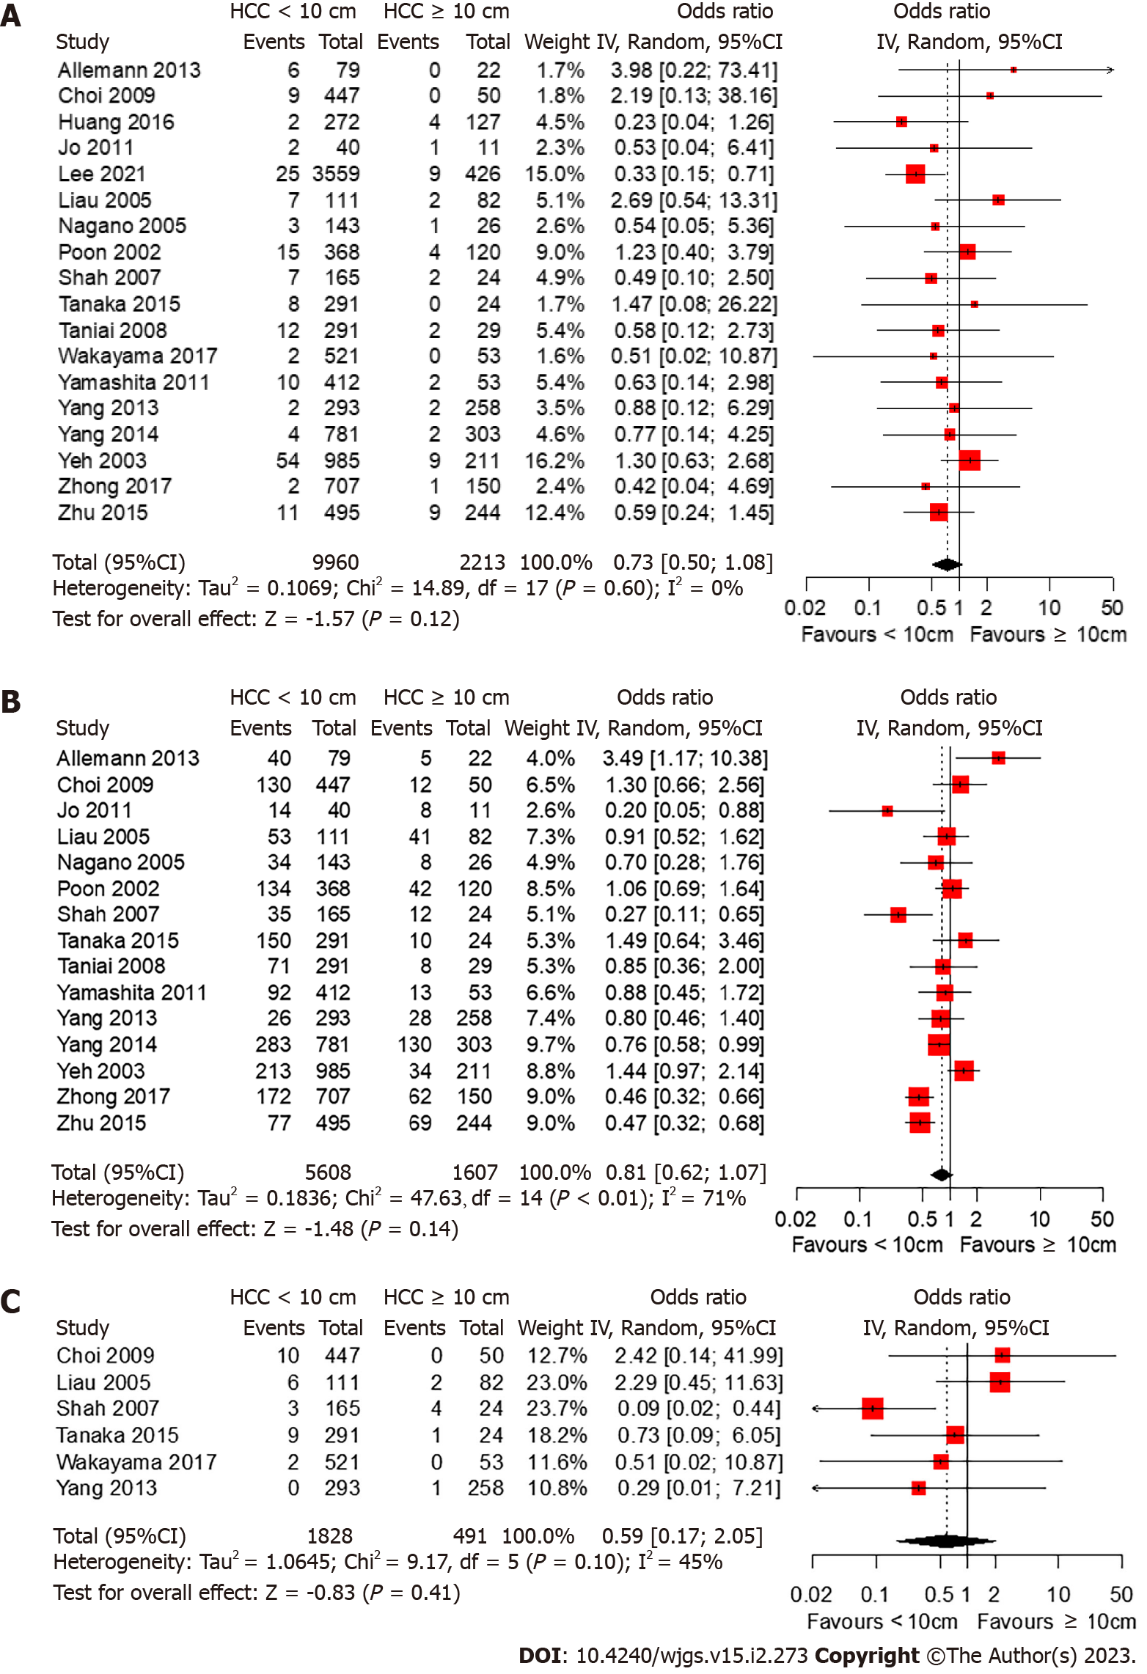 A
HCC < 10 cm HCC ≥ 10 cm Odds ratio Odds ratio
Study Events Total Events Total Weight IV, Random, 95%CI IV, Random, 95%CI
Allemann 2013 6 79 0 22 1.7% 3.98 [0.22; 73.41]
Choi 2009 9 447 0 50 1.8% 2.19 [0.13; 38.16]
Huang 2016 2 272 4 127 4.5% 0.23 [0.04; 1.26]
Jo 2011 2 40 1 11 2.3% 0.53 [0.04; 6.41]
Lee 2021 25 3559 9 426 15.0% 0.33 [0.15; 0.71]
Liau 2005 7 111 2 82 5.1% 2.69 [0.54; 13.31]
Nagano 2005 3 143 1 26 2.6% 0.54 [0.05; 5.36]
Poon 2002 15 368 4 120 9.0% 1.23 [0.40; 3.79]
Shah 2007 7 165 2 24 4.9% 0.49 [0.10; 2.50]
Tanaka 2015 8 291 0 24 1.7% 1.47 [0.08; 26.22]
Taniai 2008 12 291 2 29 5.4% 0.58 [0.12; 2.73]
Wakayama 2017 2 521 0 53 1.6% 0.51 [0.02; 10.87]
Yamashita 2011 10 412 2 53 5.4% 0.63 [0.14; 2.98]
Yang 2013 2 293 2 258 3.5% 0.88 [0.12; 6.29]
Yang 2014 4 781 2 303 4.6% 0.77 [0.14; 4.25]
Yeh 2003 54 985 9 211 16.2% 1.30 [0.63; 2.68]
Zhong 2017 2 707 1 150 2.4% 0.42 [0.04; 4.69]
Zhu 2015 11 495 9 244 12.4% 0.59 [0.24; 1.45]
Total (95%CI) 9960 2213 100.0% 0.73 [0.50; 1.08]
Heterogeneity: Tau² = 0.1069; Chi² = 14.89, df = 17 (P = 0.60); I² = 0%
Test for overall effect: Z = -1.57 (P = 0.12)
0.02 0.1 0.5 1 2 10 50
Favours < 10cm Favours ≥ 10cm
B
HCC < 10 cm HCC ≥ 10 cm Odds ratio Odds ratio
Study Events Total Events Total Weight IV, Random, 95%CI IV, Random, 95%CI
Allemann 2013 40 79 5 22 4.0% 3.49 [1.17; 10.38]
Choi 2009 130 447 12 50 6.5% 1.30 [0.66; 2.56]
Jo 2011 14 40 8 11 2.6% 0.20 [0.05; 0.88]
Liau 2005 53 111 41 82 7.3% 0.91 [0.52; 1.62]
Nagano 2005 34 143 8 26 4.9% 0.70 [0.28; 1.76]
Poon 2002 134 368 42 120 8.5% 1.06 [0.69; 1.64]
Shah 2007 35 165 12 24 5.1% 0.27 [0.11; 0.65]
Tanaka 2015 150 291 10 24 5.3% 1.49 [0.64; 3.46]
Taniai 2008 71 291 8 29 5.3% 0.85 [0.36; 2.00]
Yamashita 2011 92 412 13 53 6.6% 0.88 [0.45; 1.72]
Yang 2013 26 293 28 258 7.4% 0.80 [0.46; 1.40]
Yang 2014 283 781 130 303 9.7% 0.76 [0.58; 0.99]
Yeh 2003 213 985 34 211 8.8% 1.44 [0.97; 2.14]
Zhong 2017 172 707 62 150 9.0% 0.46 [0.32; 0.66]
Zhu 2015 77 495 69 244 9.0% 0.47 [0.32; 0.68]
Total (95%CI) 5608 1607 100.0% 0.81 [0.62; 1.07]
Heterogeneity: Tau² = 0.1836; Chi² = 47.63, df = 14 (P < 0.01); I² = 71%
Test for overall effect: Z = -1.48 (P = 0.14)
0.02 0.1 0.5 1 2 10 50
Favours < 10cm Favours ≥ 10cm
C
HCC < 10 cm HCC ≥ 10 cm Odds ratio Odds ratio
Study Events Total Events Total Weight IV, Random, 95%CI IV, Random, 95%CI
Choi 2009 10 447 0 50 12.7% 2.42 [0.14; 41.99]
Liau 2005 6 111 2 82 23.0% 2.29 [0.45; 11.63]
Shah 2007 3 165 4 24 23.7% 0.09 [0.02; 0.44]
Tanaka 2015 9 291 1 24 18.2% 0.73 [0.09; 6.05]
Wakayama 2017 2 521 0 53 11.6% 0.51 [0.02; 10.87]
Yang 2013 0 293 1 258 10.8% 0.29 [0.01; 7.21]
Total (95%CI) 1828 491 100.0% 0.59 [0.17; 2.05]
Heterogeneity: Tau² = 1.0645; Chi² = 9.17, df = 5 (P = 0.10); I² = 45%
Test for overall effect: Z = -0.83 (P = 0.41)
0.02 0.1 0.5 1 2 10 50
Favours < 10cm Favours ≥ 10cm
DOI: 10.4240/wjgs.v15.i2.273 Copyright ©The Author(s) 2023.